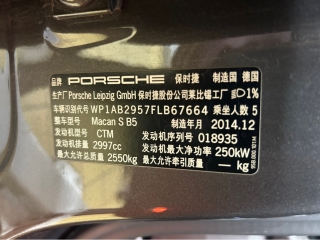 品牌 PORSCHE 保时捷 制造国 德国
生产厂 Porsche Leipzig GmbH 保时捷股份公司莱比锡工厂 1%
车辆识别代号 WP1AB2957FLB67664 乘坐人数 5
整车型号 Macan S B5 制造年月 2014.12
发动机型号 CTM 发动机序列号 018935
发动机排量 2997cc 发动机最大净功率 250kW
最大允许总质量 2550kg 最大允许牵引质量 — kg